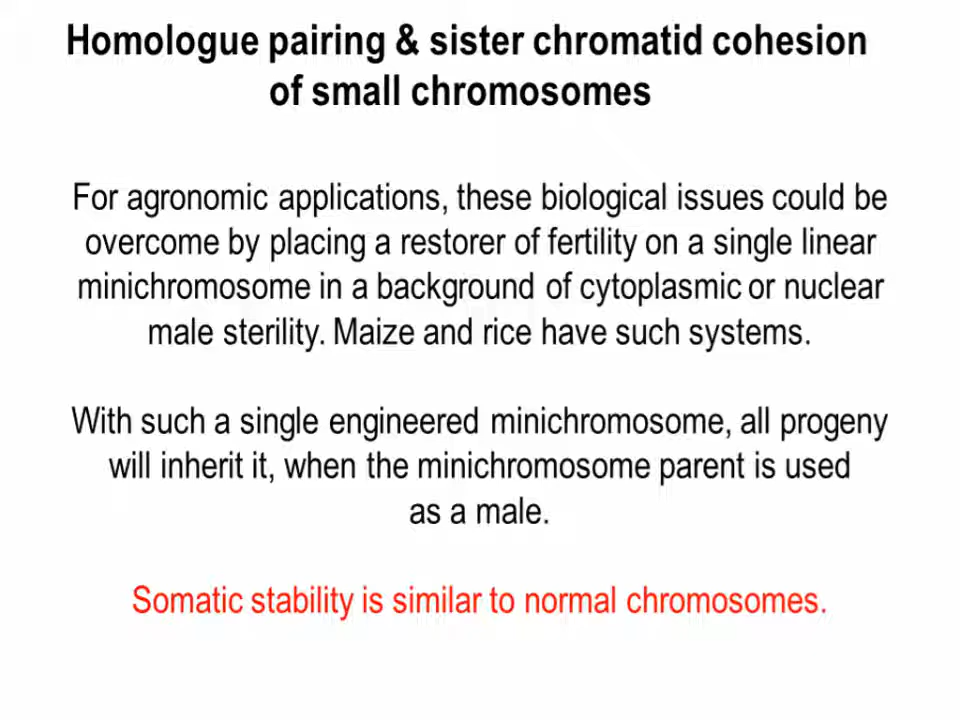 Homologue pairing & sister chromatid cohesion
of small chromosomes
For agronomic applications, these biological issues could be
overcome by placing a restorer of fertility on a single linear
minichromosome in a background of cytoplasmic or nuclear
male sterility. Maize and rice have such systems.
With such a single engineered minichromosome, all progeny
will inherit it, when the minichromosome parent is used
as a male.
Somatic stability is similar to normal chromosomes.